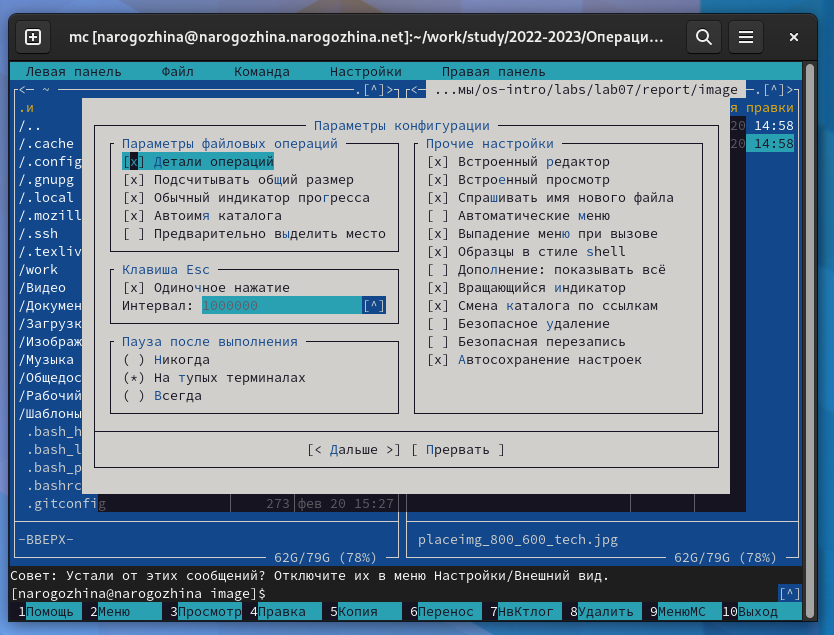 mc [narogozhina@narogozhina.narogozhina.net]:~/work/study/2022-2023/Операци...
Левая панель Файл Команда Настройки Правая панель
<— ~ .[^]> <— ...мы/os-intro/labs/lab07/report/image .[^]>
.и я правки
/.. 20 14:58
/.cache 20 14:58
/.config
/.gnupg
/.local
/.mozill
/.ssh
/.texliv
/work
/Видео
/Докумен
/Загрузк
/Изображ
/Музыка
/Общедос
/Рабочий
/Шаблоны
.bash_h
.bash_l
.bash_p
.bashrc
.gitconfig 273 фев 20 15:27
Параметры конфигурации
Параметры файловых операций
[x] Детали операций
[x] Подсчитывать общий размер
[x] Обычный индикатор прогресса
[x] Автоимя каталога
[ ] Предварительно выделить место
Клавиша Esc
[x] Одиночное нажатие
Интервал: 1000000 [^]
Пауза после выполнения
( ) Никогда
(*) На тупых терминалах
( ) Всегда
Прочие настройки
[x] Встроенный редактор
[x] Встроенный просмотр
[x] Спрашивать имя нового файла
[ ] Автоматические меню
[x] Выпадение меню при вызове
[x] Образцы в стиле shell
[ ] Дополнение: показывать всё
[x] Вращающийся индикатор
[x] Смена каталога по ссылкам
[ ] Безопасное удаление
[ ] Безопасная перезапись
[x] Автосохранение настроек
[< Дальше >] [ Прервать ]
-ВВЕРХ- placeimg_800_600_tech.jpg
62G/79G (78%) 62G/79G (78%)
Совет: Устали от этих сообщений? Отключите их в меню Настройки/Внешний вид.
[narogozhina@narogozhina image]$ [^]
1Помощь 2Меню 3Просмотр 4Правка 5Копия 6Перенос 7НвКтлог 8Удалить 9МенюMC 10Выход